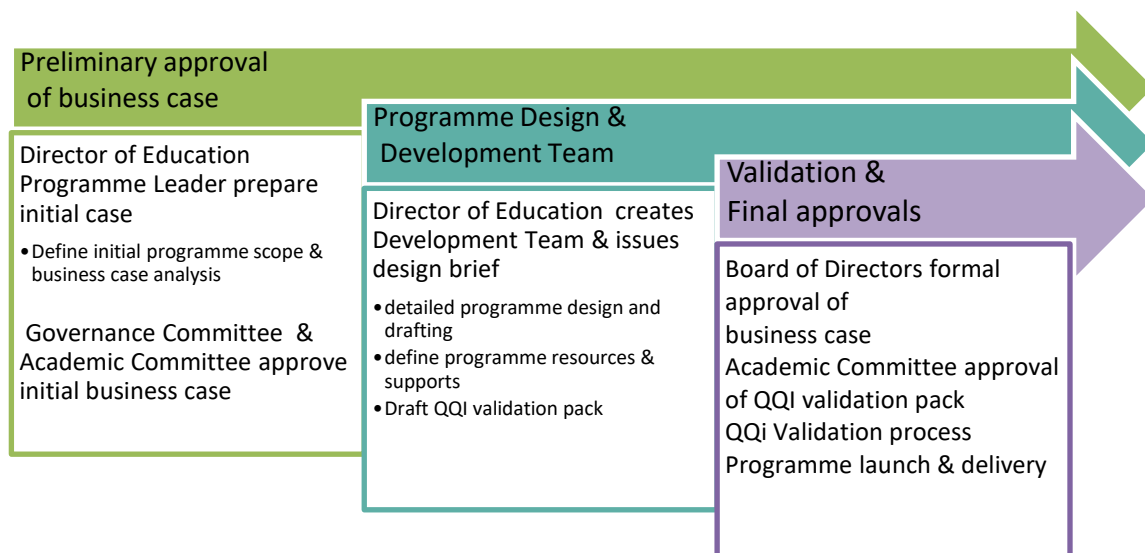 Preliminary approval
of business case
Director of Education
Programme Leader prepare
initial case
•Define initial programme scope &
business case analysis
Governance Committee &
Academic Committee approve
initial business case
Programme Design &
Development Team
Director of Education creates
Development Team & issues
design brief
•detailed programme design and
drafting
•define programme resources &
supports
•Draft QQI validation pack
Validation &
Final approvals
Board of Directors formal
approval of
business case
Academic Committee approval
of QQI validation pack
QQi Validation process
Programme launch & delivery